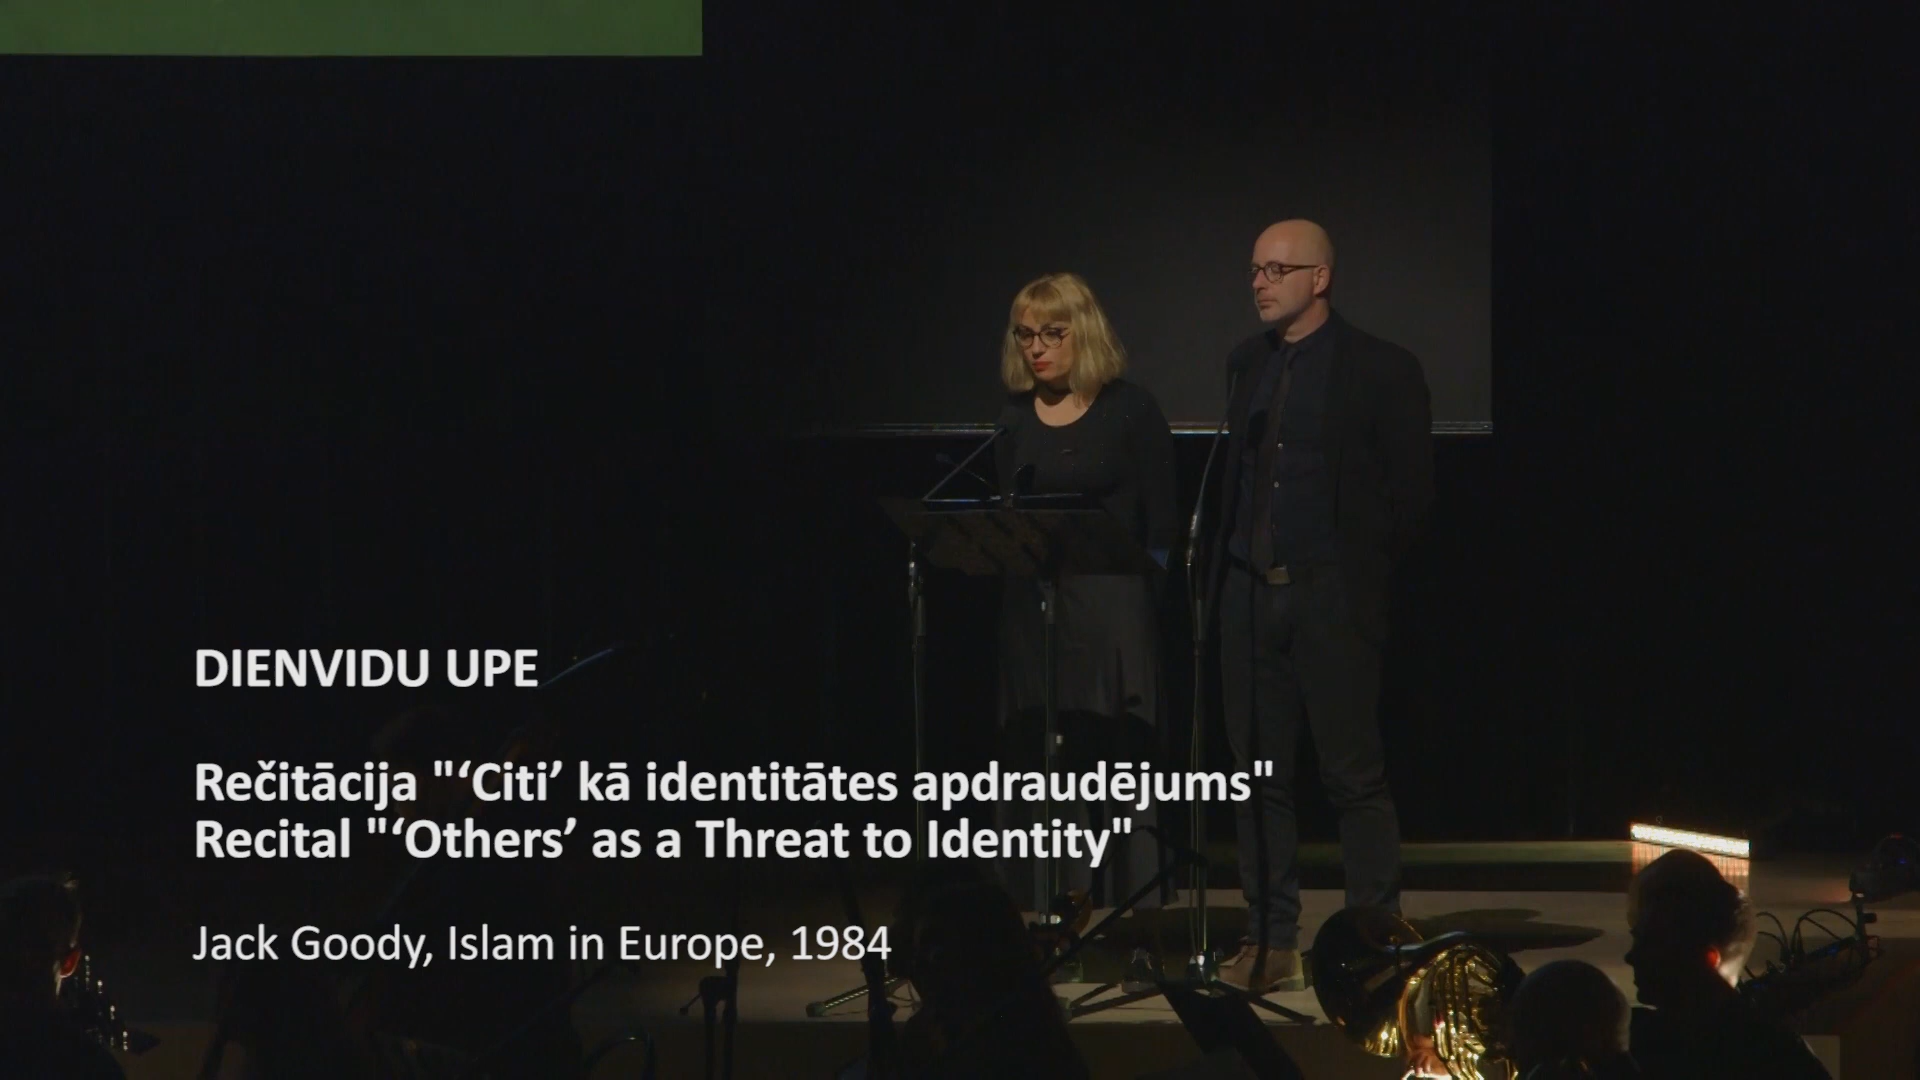 DIENVIDU UPE
Rečitācija "‘Citi’ kā identitātes apdraudējums"
Recital "‘Others’ as a Threat to Identity"
Jack Goody, Islam in Europe, 1984